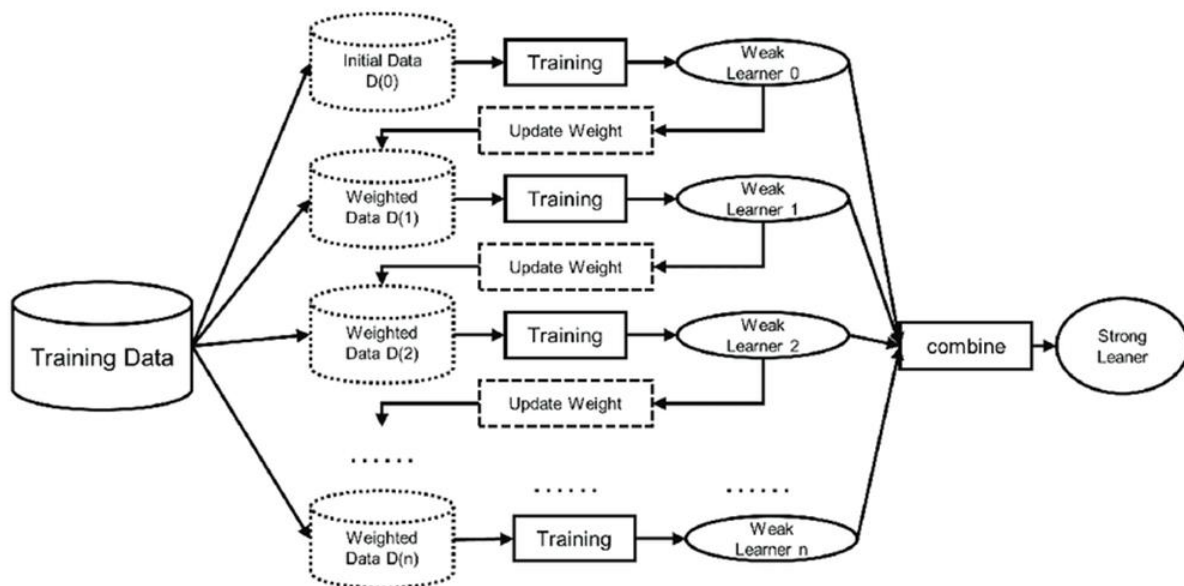 Initial Data
D(0)
Training
Weak
Learner 0
Update Weight
Weighted
Data D(1)
Training
Weak
Learner 1
Update Weight
Training Data
Weighted
Data D(2)
Training
Weak
Learner 2
combine
Strong
Leaner
Update Weight
......
......
......
Weighted
Data D(n)
Training
Weak
Learner n